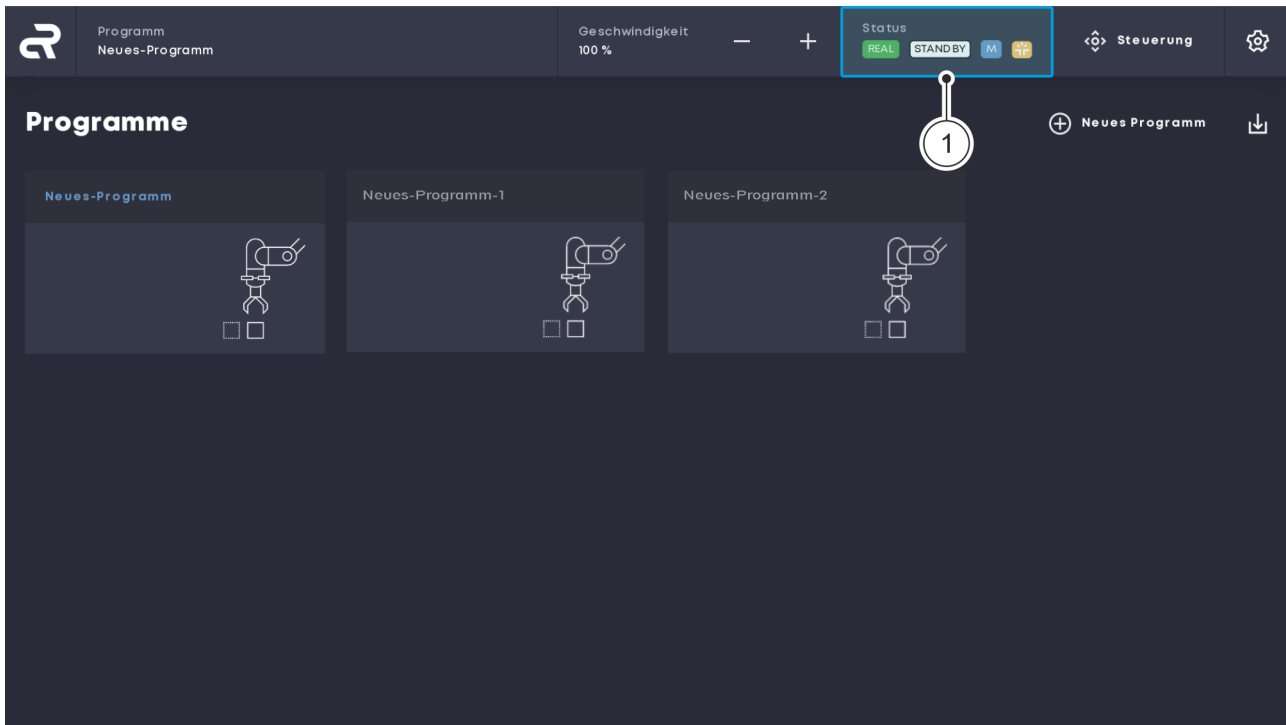 Programm
Neues-Programm
Geschwindigkeit
100 %
Status
REAL STANDBY M
Steuerung
1
Programme
Neues Programm
Neues-Programm
Neues-Programm-1
Neues-Programm-2